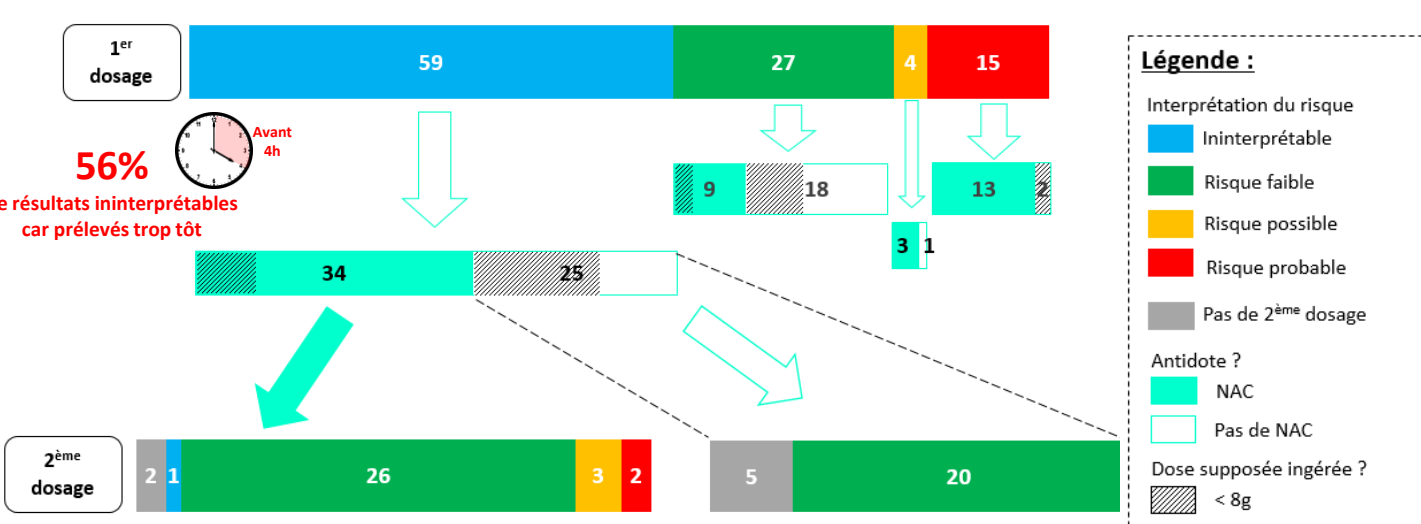 1er
dosage
59
27
4
15
Avant
4h
56%
e résultats ininterprétables
car prélevés trop tôt
9
18
13
2
3
1
34
25
2ème
dosage
2
1
26
3
2
5
20
Légende :
Interprétation du risque
Ininterprétable
Risque faible
Risque possible
Risque probable
Pas de 2ème dosage
Antidote ?
NAC
Pas de NAC
Dose supposée ingérée ?
< 8g